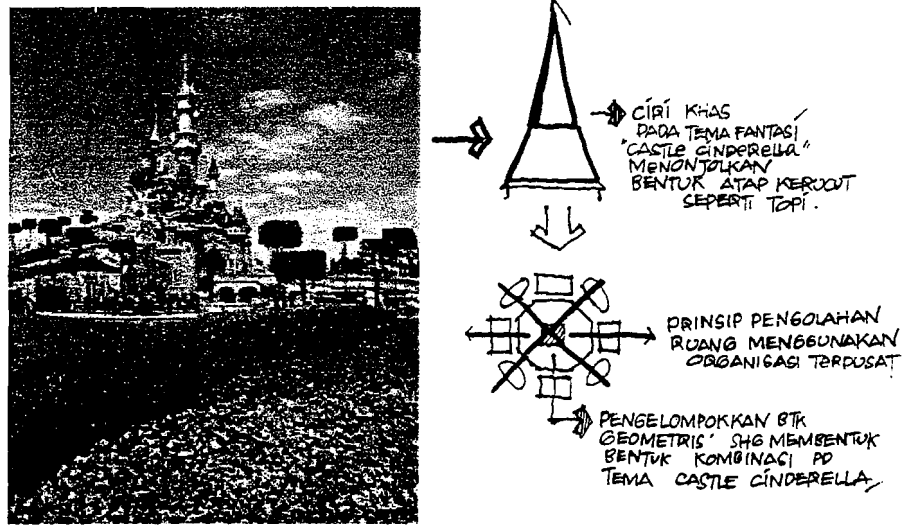 CIRI KHAS
PADA TEMA FANTASI
"CASTLE CINDERELLA"
MENONJOLKAN
BENTUK ATAP KERUCUT
SEPERTI TOPI.
PRINSIP PENGOLAHAN
RUANG MENGGUNAKAN
ORGANISASI TERPUSAT
PENGELOMPOKKAN BTK
GEOMETRIS' SHG MEMBENTUK
BENTUK KOMBINASI PD
TEMA CASTLE CINDERELLA